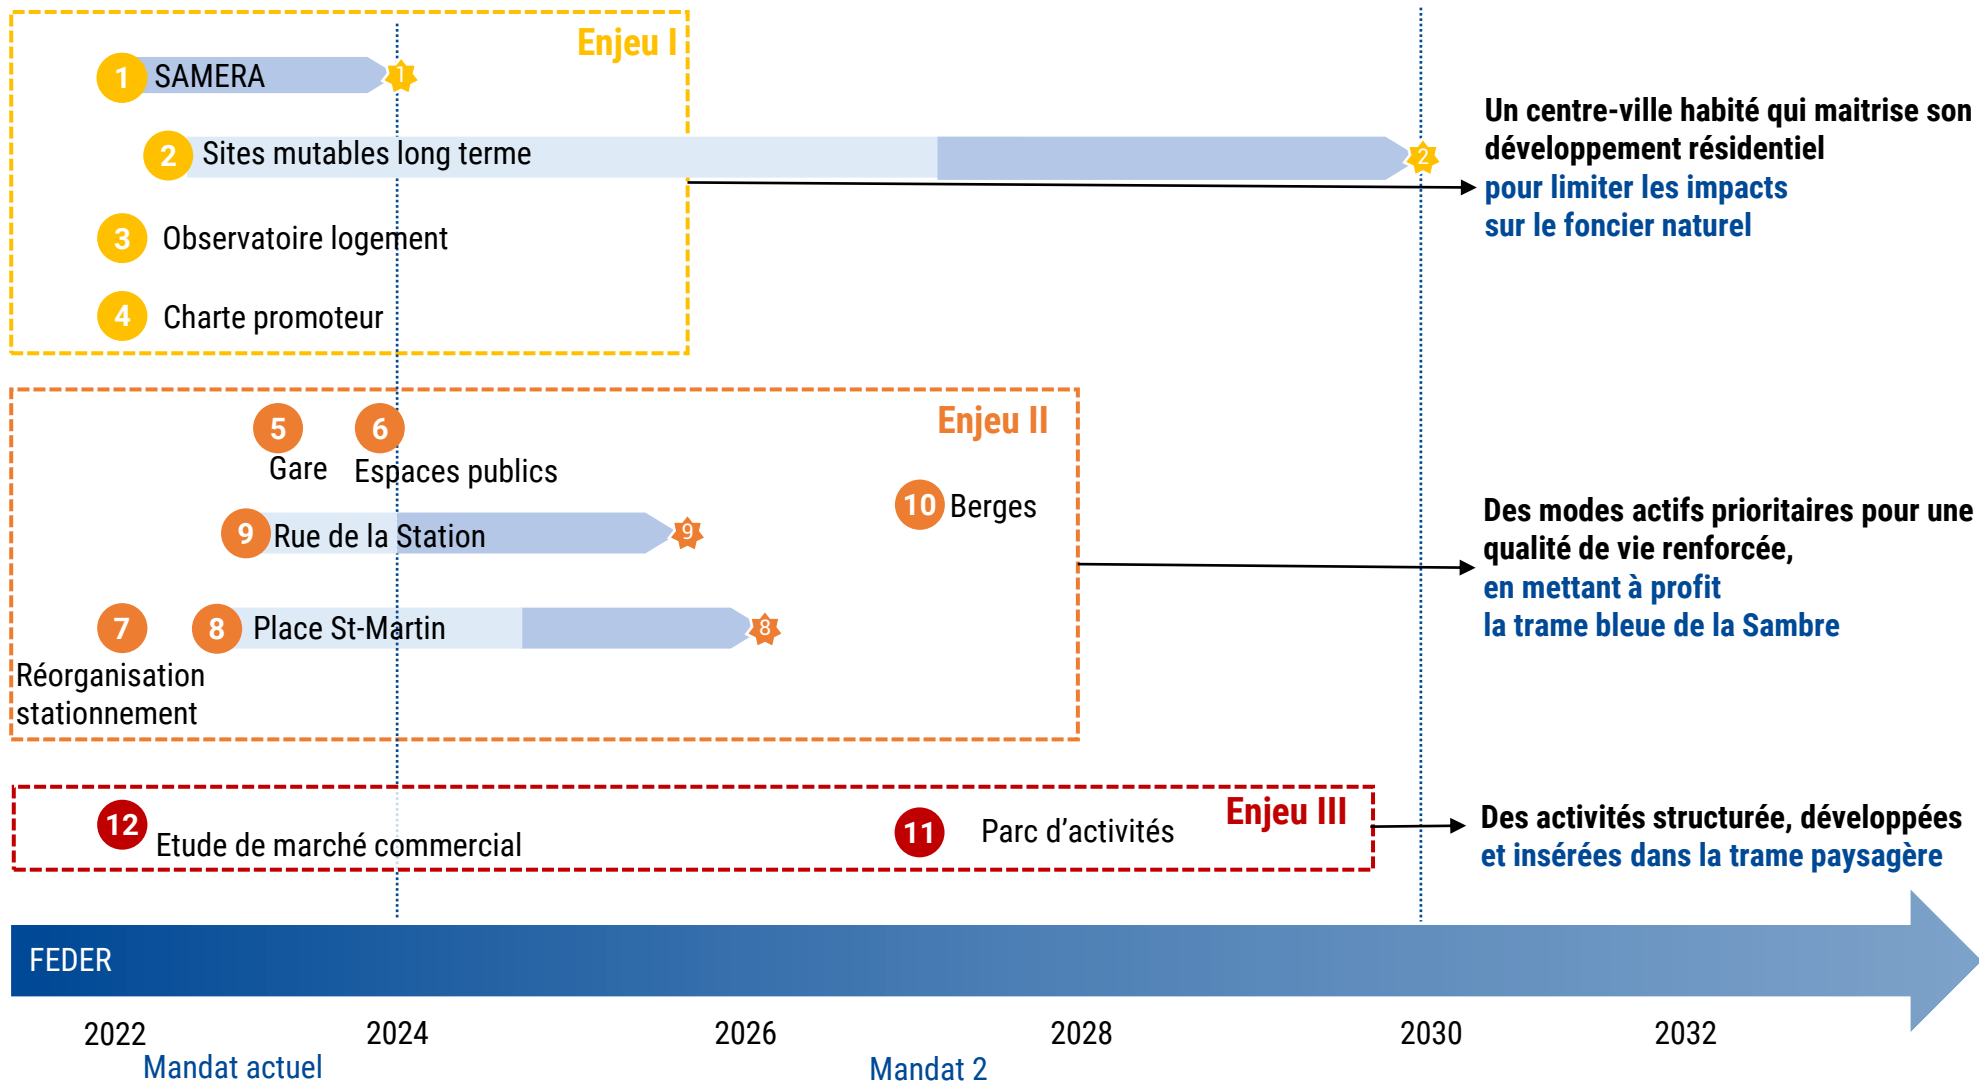 Enjeu I
1 SAMERA 1
2 Sites mutables long terme 2
3 Observatoire logement
4 Charte promoteur
Un centre-ville habité qui maitrise son
développement résidentiel
pour limiter les impacts
sur le foncier naturel
Enjeu II
5 6
Gare Espaces publics
10 Berges
9 Rue de la Station 9
7 8 Place St-Martin 8
Réorganisation
stationnement
Des modes actifs prioritaires pour une
qualité de vie renforcée,
en mettant à profit
la trame bleue de la Sambre
Enjeu III
12 Etude de marché commercial
11 Parc d’activités
Des activités structurée, développées
et insérées dans la trame paysagère
FEDER
2022 2024 2026 2028 2030 2032
Mandat actuel Mandat 2